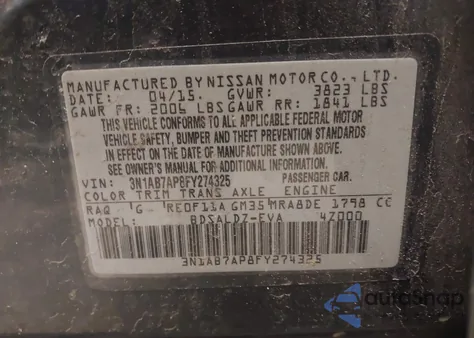 MANUFACTURED BY NISSAN MOTOR CO., LTD.
DATE: 04/15. GVWR: 3823 LBS
GAWR FR: 2006 LBS GAWR RR: 1841 LBS
THIS VEHICLE CONFORMS TO ALL APPLICABLE FEDERAL MOTOR
VEHICLE SAFETY, BUMPER AND THEFT PREVENTION STANDARDS
IN EFFECT ON THE DATE OF MANUFACTURE SHOWN ABOVE.
SEE OWNER'S MANUAL FOR ADDITIONAL INFORMATION.
VIN: 3N1AB7AP8FY274325 PASSENGER CAR.
COLOR TRIM TRANS AXLE ENGINE
RAQ G RE0F11A GM35 MRA8DE 1798 CC
MODEL: BDSALDZ-EVA 4Z000
3N1AB7AP8FY274325
autoSnap